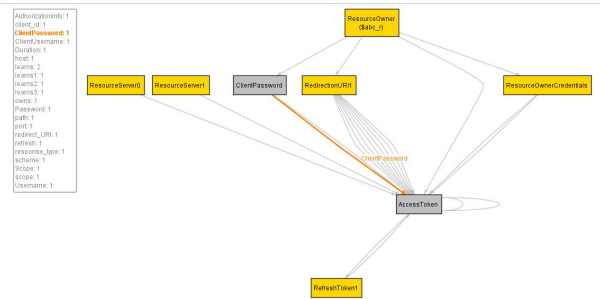 AuthorizationInfo: 1
client_id: 1
ClientPassword: 1
ClientUsername: 1
Duration: 1
host: 1
learns: 2
learns1: 1
learns2: 1
learns3: 1
owns: 1
Password: 1
path: 1
port: 1
redirect_URI: 1
refresh: 1
response_type: 1
scheme: 1
Scope: 1
scope: 1
Username: 1
ResourceOwner
($abc_r)
ResourceServer0
ResourceServer1
ClientPassword
RedirectionURI1
ResourceOwnerCredentials
ClientPassword
AccessToken
RefreshToken1